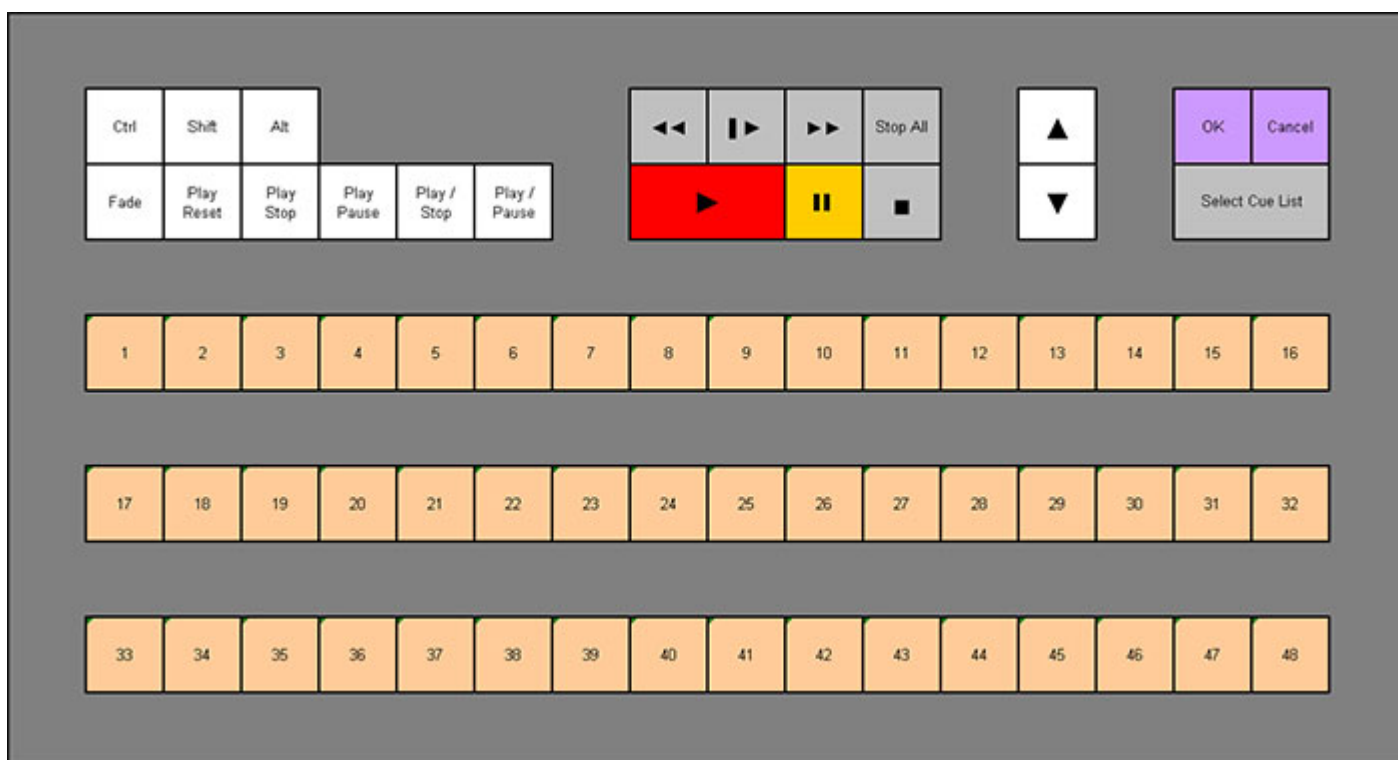 Ctrl Shift Alt ◄◄ ❚► ►► Stop All ▲ OK Cancel
Fade Play Reset Play Stop Play Pause Play / Stop Play / Pause ► ❚❚ ■ ▼ Select Cue List
1 2 3 4 5 6 7 8 9 10 11 12 13 14 15 16
17 18 19 20 21 22 23 24 25 26 27 28 29 30 31 32
33 34 35 36 37 38 39 40 41 42 43 44 45 46 47 48